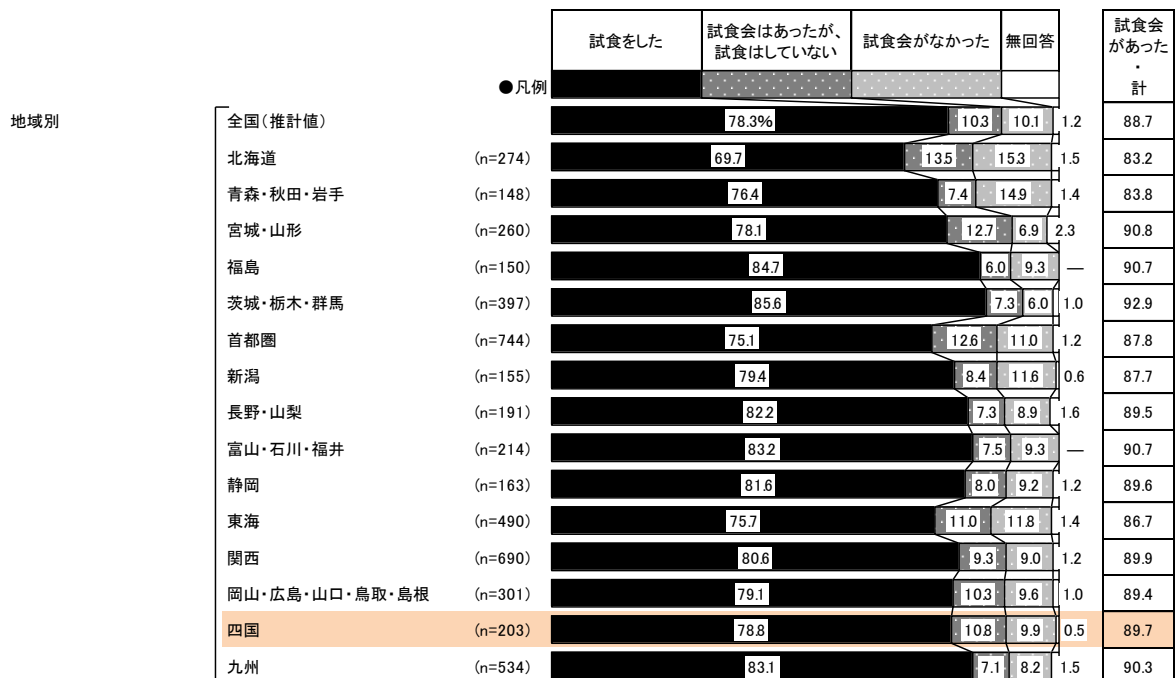 試食をした 試食会はあったが、試食はしていない 試食会がなかった 無回答 試食会があった・計
●凡例
地域別
全国(推計値) 78.3% 10.3 10.1 1.2 88.7
北海道 (n=274) 69.7 13.5 15.3 1.5 83.2
青森・秋田・岩手 (n=148) 76.4 7.4 14.9 1.4 83.8
宮城・山形 (n=260) 78.1 12.7 6.9 2.3 90.8
福島 (n=150) 84.7 6.0 9.3 ― 90.7
茨城・栃木・群馬 (n=397) 85.6 7.3 6.0 1.0 92.9
首都圏 (n=744) 75.1 12.6 11.0 1.2 87.8
新潟 (n=155) 79.4 8.4 11.6 0.6 87.7
長野・山梨 (n=191) 82.2 7.3 8.9 1.6 89.5
富山・石川・福井 (n=214) 83.2 7.5 9.3 ― 90.7
静岡 (n=163) 81.6 8.0 9.2 1.2 89.6
東海 (n=490) 75.7 11.0 11.8 1.4 86.7
関西 (n=690) 80.6 9.3 9.0 1.2 89.9
岡山・広島・山口・鳥取・島根 (n=301) 79.1 10.3 9.6 1.0 89.4
四国 (n=203) 78.8 10.8 9.9 0.5 89.7
九州 (n=534) 83.1 7.1 8.2 1.5 90.3